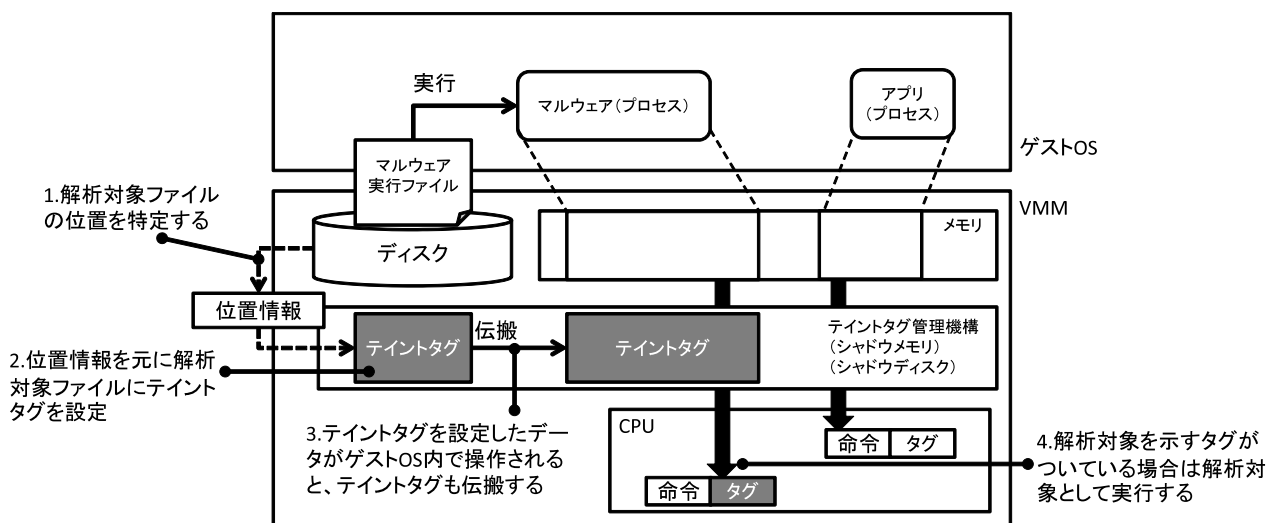 実行
マルウェア(プロセス)
アプリ
(プロセス)
ゲストOS
マルウェア
実行ファイル
1.解析対象ファイル
の位置を特定する
VMM
メモリ
ディスク
位置情報
テイントタグ
伝搬
テイントタグ
テイントタグ管理機構
(シャドウメモリ)
(シャドウディスク)
2.位置情報を元に解析
対象ファイルにテイント
タグを設定
CPU
3.テイントタグを設定したデー
タがゲストOS内で操作される
と、テイントタグも伝搬する
命令 タグ
4.解析対象を示すタグが
ついている場合は解析対
象として実行する
命令 タグ